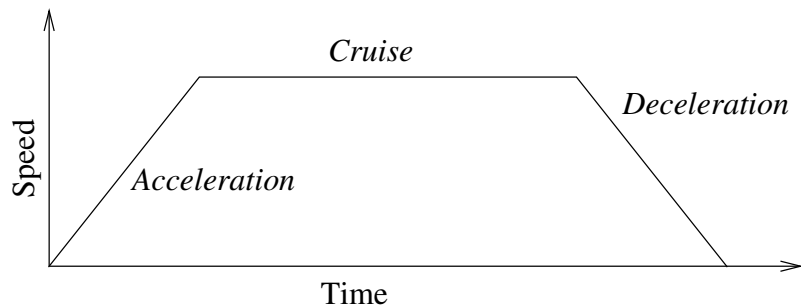 Cruise
Deceleration
Speed
Acceleration
Time